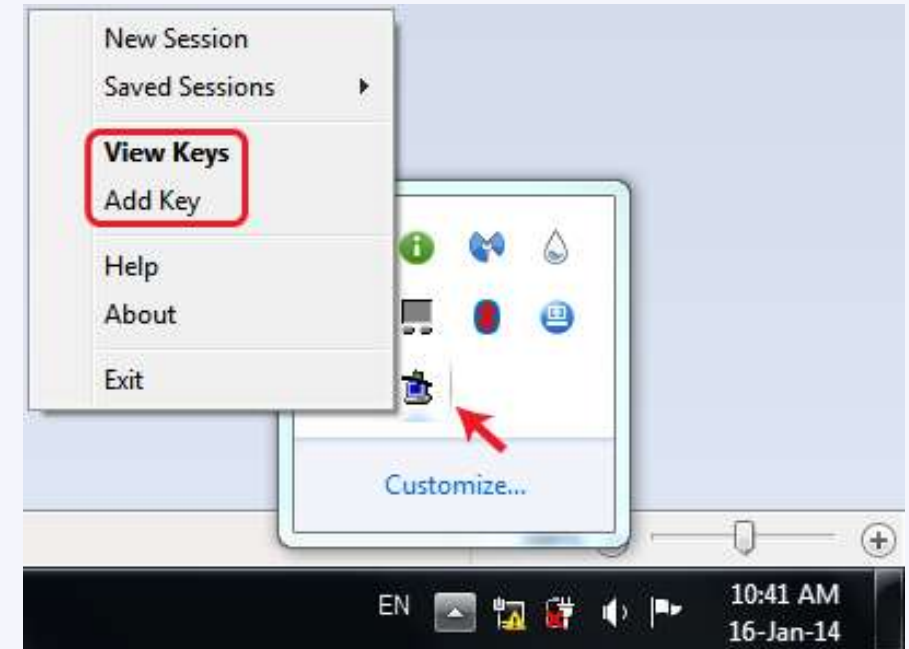 New Session
Saved Sessions
View Keys
Add Key
Help
About
Exit
Customize...
EN
10:41 AM
16-Jan-14